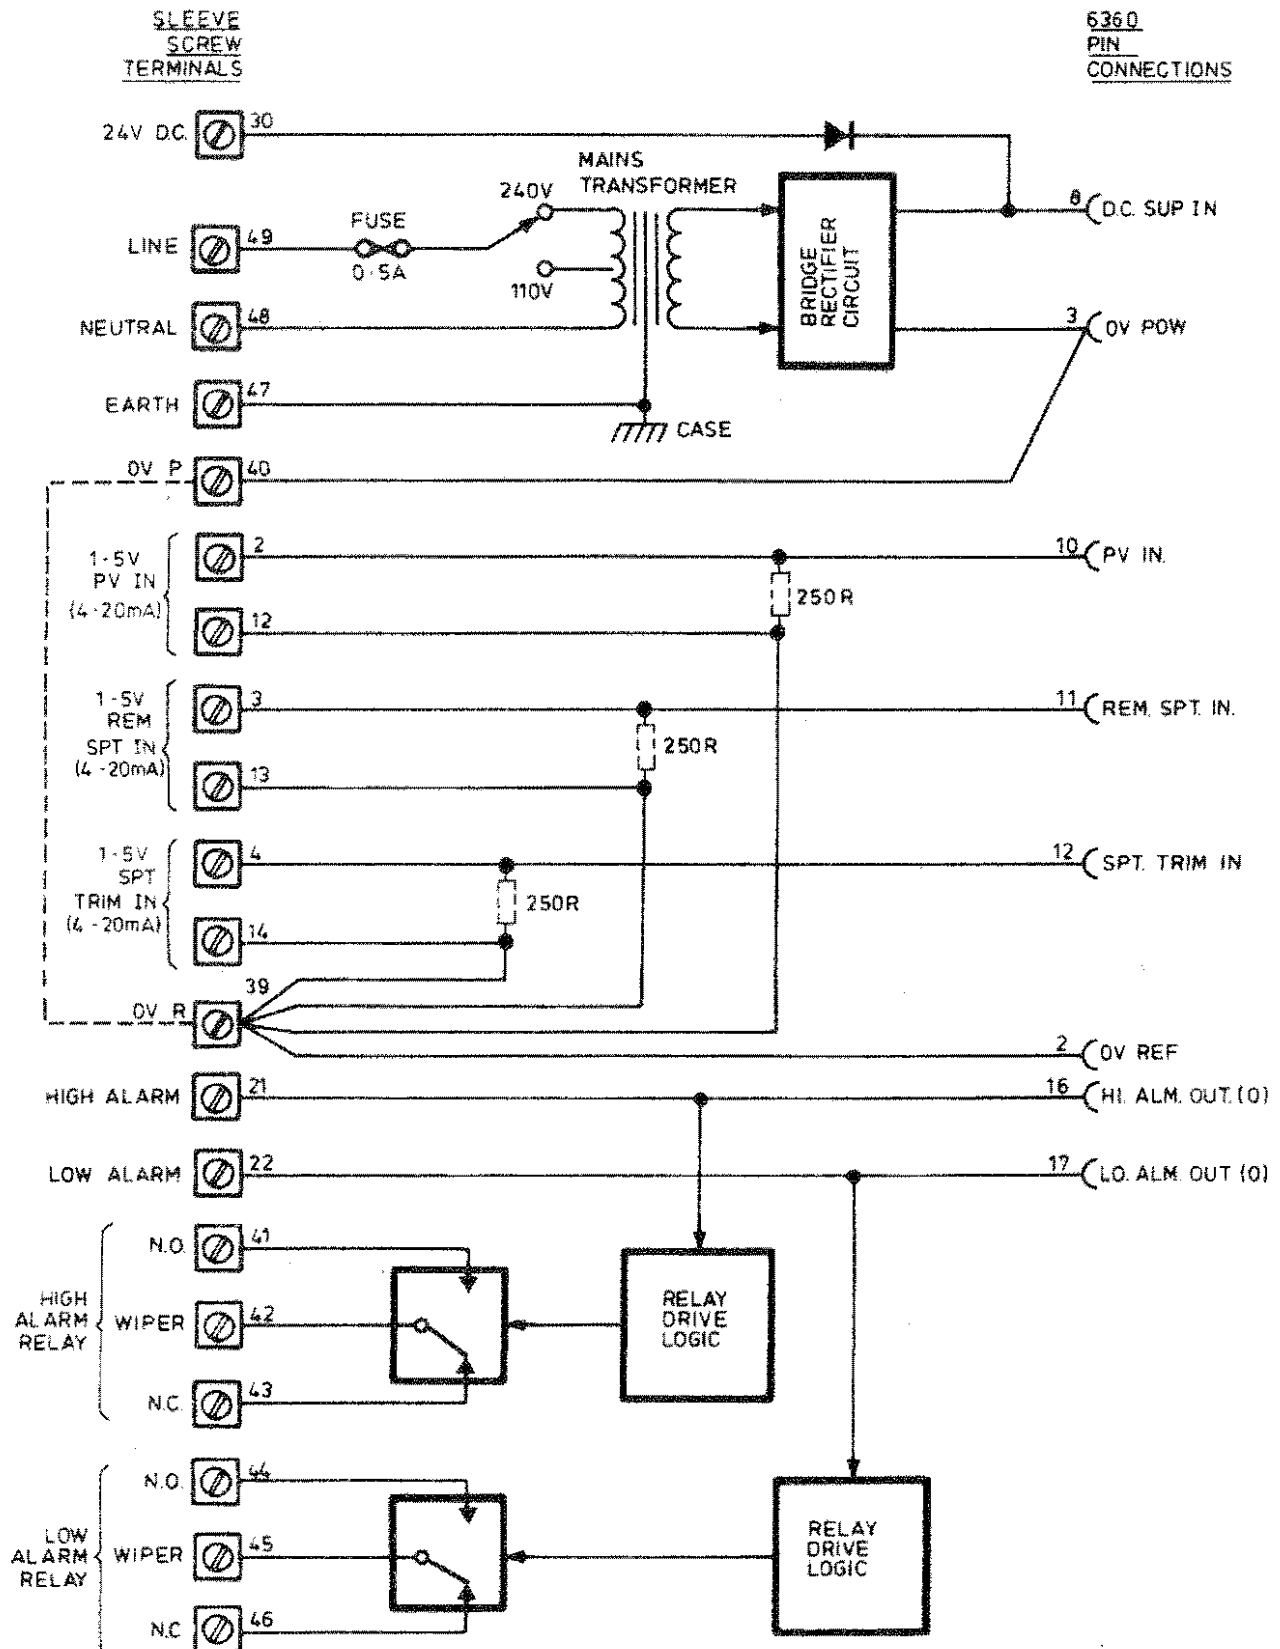 SLEEVE
SCREW
TERMINALS
6360
PIN
CONNECTIONS
24V D.C.
30
MAINS
TRANSFORMER
240V
8
D.C. SUP IN
FUSE
LINE
49
0·5A
110V
BRIDGE
RECTIFIER
CIRCUIT
NEUTRAL
48
3
0V POW
EARTH
47
CASE
0V P
40
1-5V
PV IN
(4-20mA)
2
10
PV IN.
250R
12
1-5V
REM
SPT IN
(4-20mA)
3
11
REM. SPT. IN.
250R
13
1-5V
SPT
TRIM IN
(4-20mA)
4
12
SPT. TRIM IN
250R
14
39
0V R
2
0V REF
HIGH ALARM
21
16
HI. ALM. OUT. (0)
LOW ALARM
22
17
LO. ALM. OUT (0)
N.O.
41
HIGH
ALARM
RELAY
WIPER
42
RELAY
DRIVE
LOGIC
N.C.
43
N.O.
44
LOW
ALARM
RELAY
WIPER
45
RELAY
DRIVE
LOGIC
N.C
46